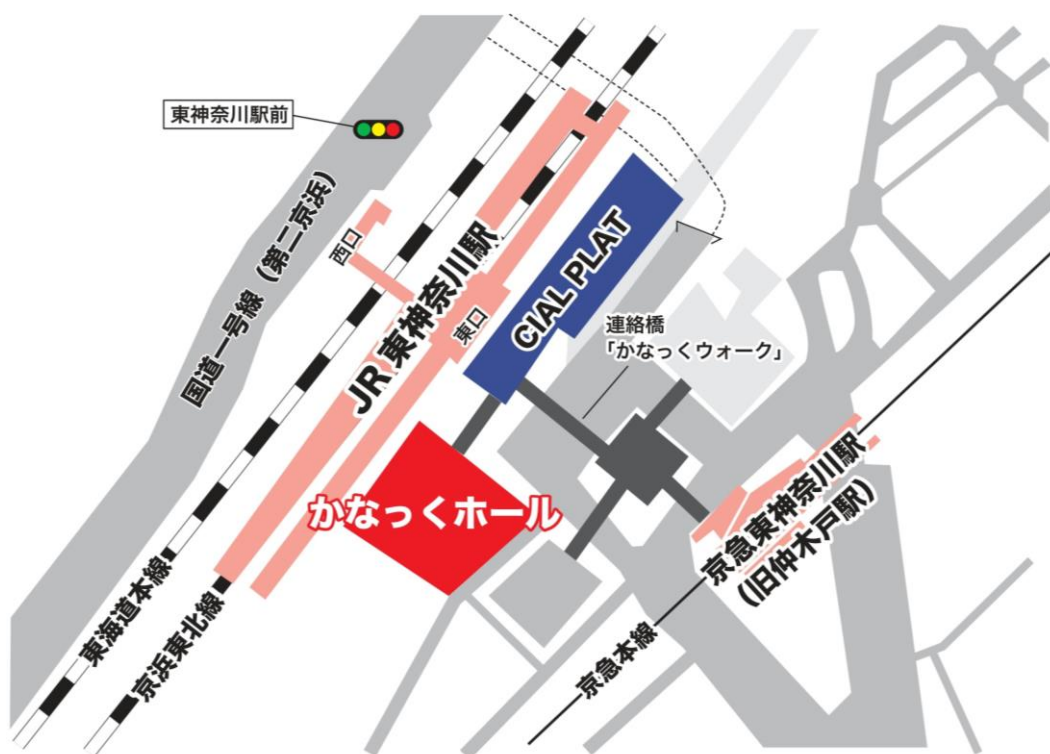 東神奈川駅前
国道一号線（第二京浜）
西口
JR 東神奈川駅
東口
CIAL PLAT
連絡橋
「かなっくウォーク」
かなっくホール
京急東神奈川駅
（旧仲木戸駅）
東海道本線
京浜東北線
京急本線